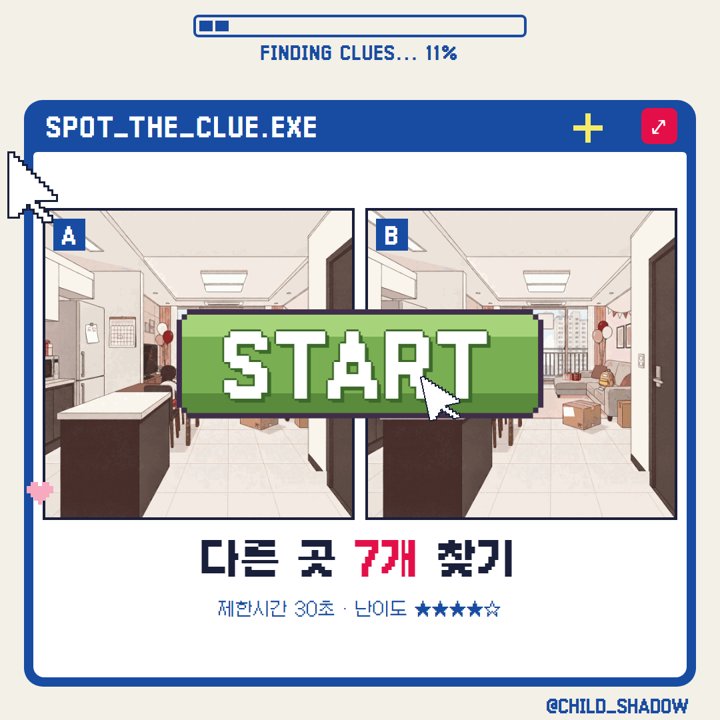 FINDING CLUES... 11%
SPOT_THE_CLUE.EXE
A
B
START
다른 곳 7개 찾기
제한시간 30초 · 난이도 ★★★★☆
@CHILD_SHADOW